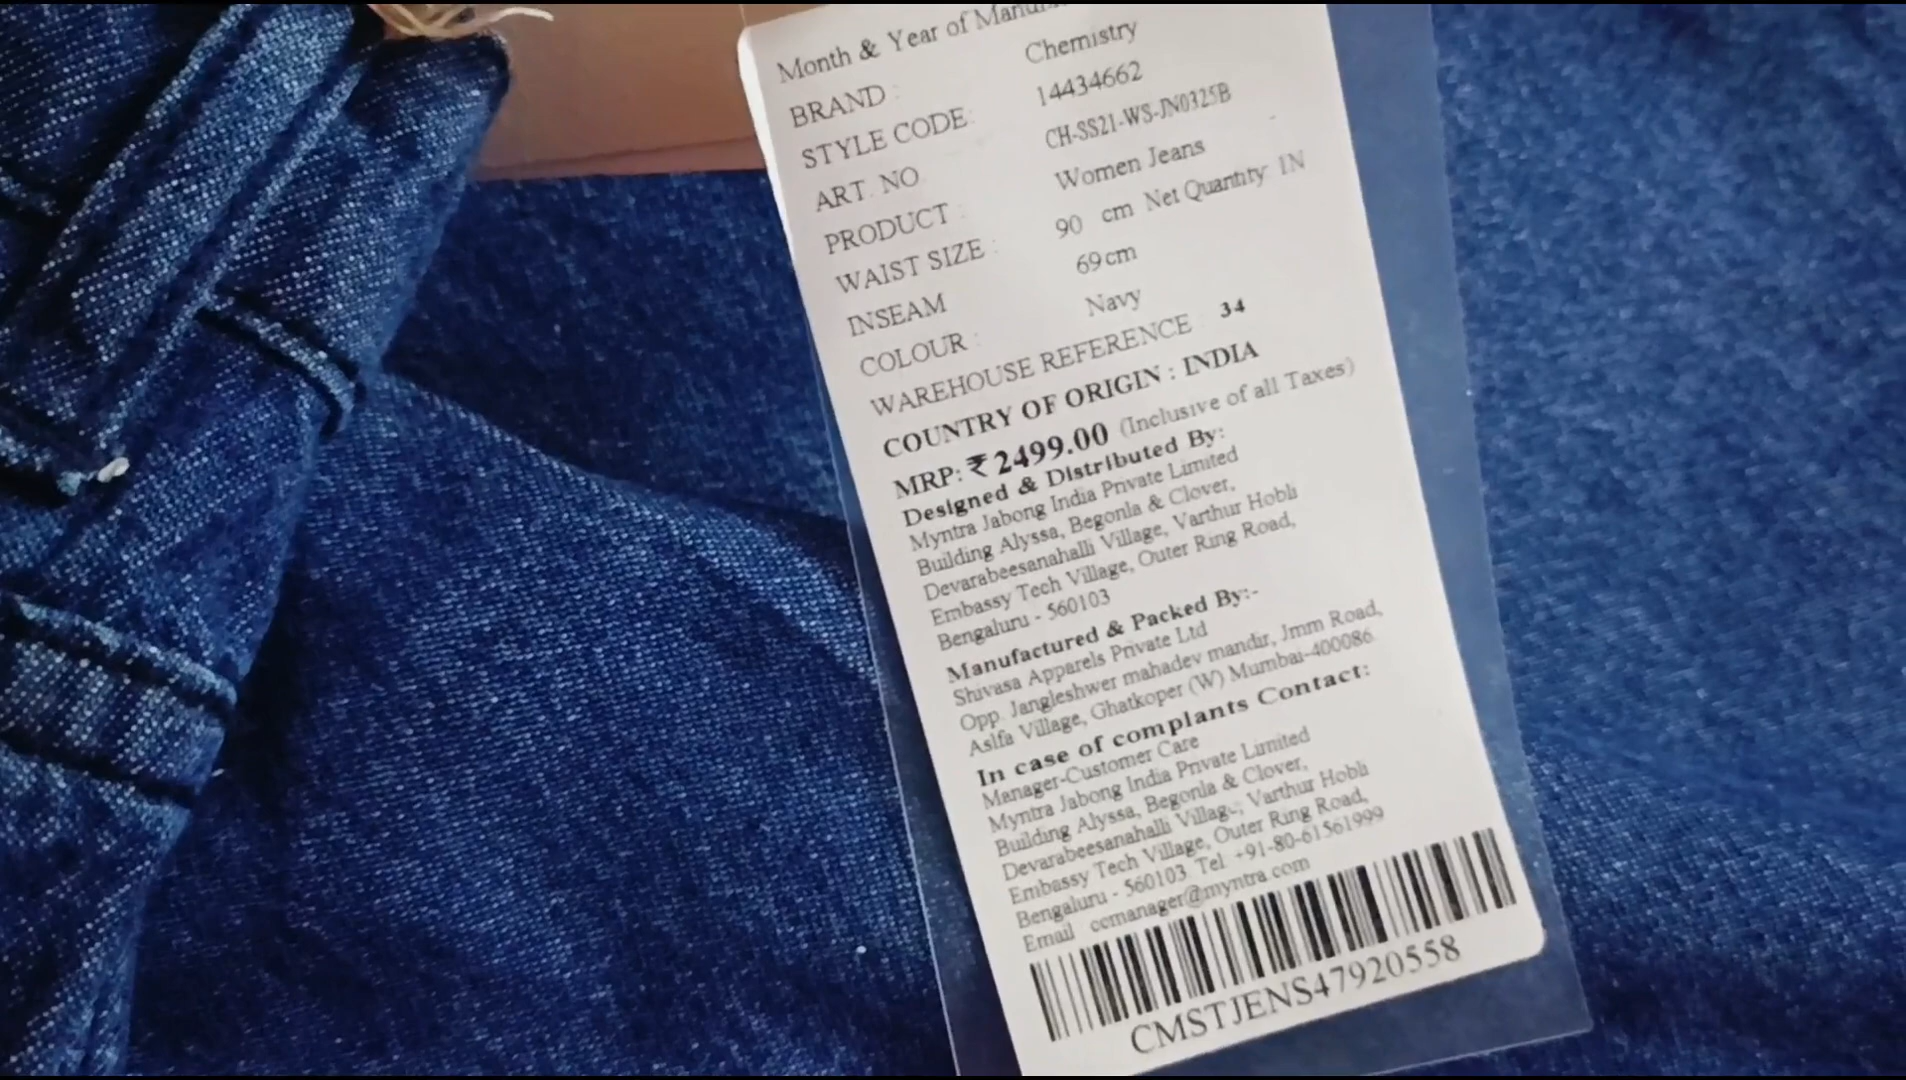 Month & Year of
BRAND : Chemistry
STYLE CODE: 14434662
ART. NO CH-SS21-WS-JN0325B
PRODUCT : Women Jeans
WAIST SIZE : 90 cm Net Quantity IN
INSEAM 69 cm
COLOUR : Navy
WAREHOUSE REFERENCE : 34
COUNTRY OF ORIGIN : INDIA
MRP: ₹ 2499.00 (Inclusive of all Taxes)
Designed & Distributed By:
Myntra Jabong India Private Limited
Building Alyssa, Begonia & Clover,
Devarabeesanahalli Village, Varthur Hobli
Embassy Tech Village, Outer Ring Road,
Bengaluru - 560103
Manufactured & Packed By:-
Shivasa Apparels Private Ltd
Opp. Jangleshwer mahadev mandir, Jmm Road,
Aslfa Village, Ghatkoper (W) Mumbai-400086
In case of complants Contact:
Manager-Customer Care
Myntra Jabong India Private Limited
Building Alyssa, Begonia & Clover,
Devarabeesanahalli Village, Varthur Hobli
Embassy Tech Village, Outer Ring Road,
Bengaluru - 560103. Tel +91-80-61561999
Email ccmanager@myntra.com
CMSTJENS47920558